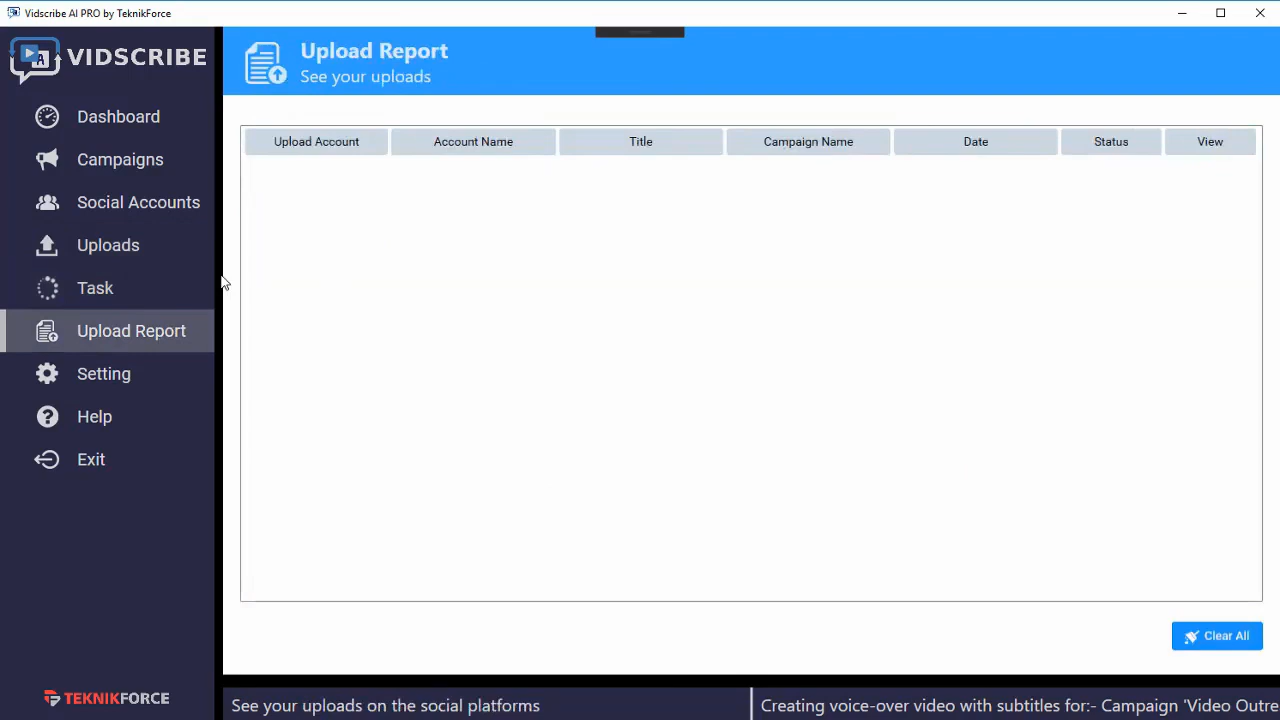 Vidscribe AI PRO by TeknikForce
VIDSCRIBE
Dashboard
Campaigns
Social Accounts
Uploads
Task
Upload Report
Setting
Help
Exit
TEKNIKFORCE
Upload Report
See your uploads
Upload Account Account Name Title Campaign Name Date Status View
Clear All
See your uploads on the social platforms
Creating voice-over video with subtitles for:- Campaign 'Video Outre